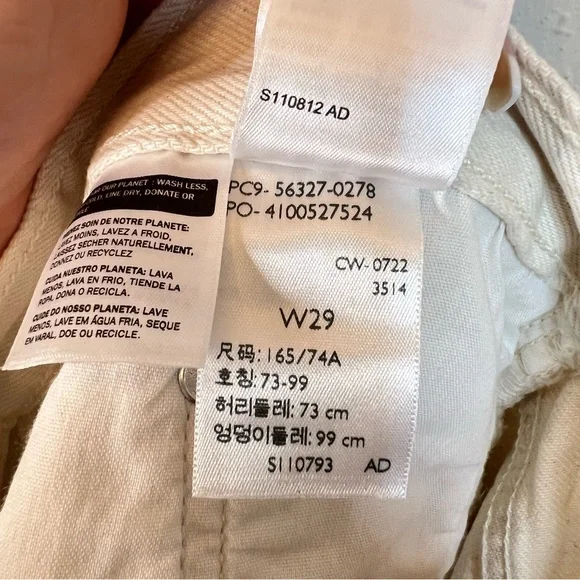 S110812 AD
OUR PLANET : WASH LESS,
LINE DRY, DONATE OR
SOIN DE NOTRE PLANETE:
MOINS, LAVEZ A FROID,
SECHER NATURELLEMENT,
DONNEZ OU RECYCLEZ
CUIDA NUESTRO PLANETA: LAVA
MENOS, LAVA EN FRIO, TIENDE LA
ROPA, DONA O RECICLA.
CUIDE DO NOSSO PLANETA: LAVE
MENOS, LAVE EM ÁGUA FRIA, SEQUE
EM VARAL, DOE OU RECICLE.
PC9- 56327-0278
PO- 4100527524
CW- 0722
3514
W29
尺码: 165/74A
호칭: 73-99
허리둘레: 73 cm
엉덩이둘레: 99 cm
S110793 AD